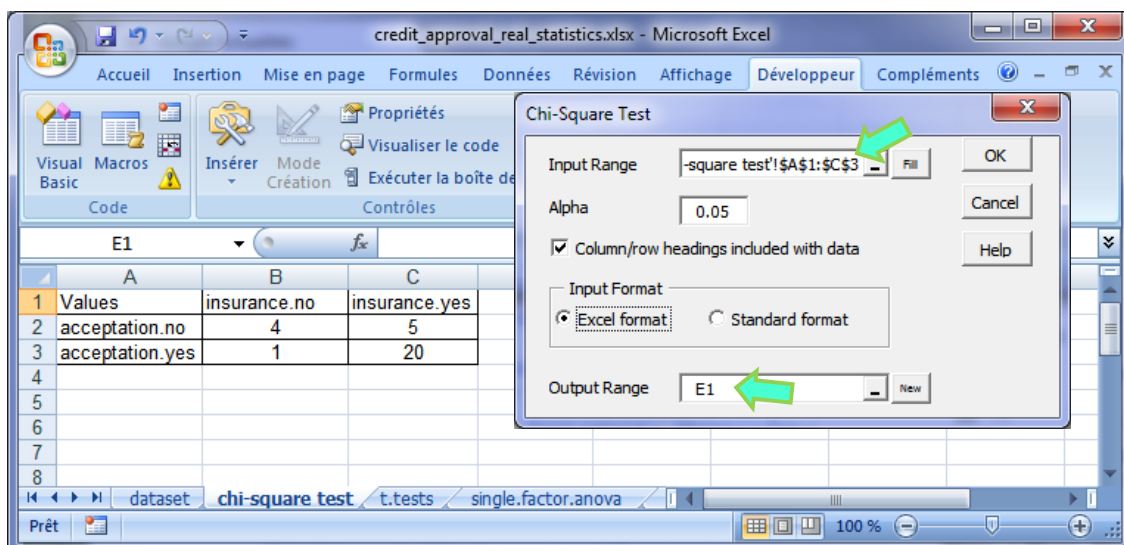 credit_approval_real_statistics.xlsx - Microsoft Excel
Accueil Insertion Mise en page Formules Données Révision Affichage Développeur Compléments
Visual Basic
Macros
Code
Insérer
Mode Création
Propriétés
Visualiser le code
Exécuter la boîte de
Contrôles
E1
fx
A B C
1 Values insurance.no insurance.yes
2 acceptation.no 4 5
3 acceptation.yes 1 20
4
5
6
7
8
Chi-Square Test
Input Range -square test'!$A$1:$C$3 _ Fill OK
Alpha 0.05 Cancel
Column/row headings included with data Help
Input Format
Excel format Standard format
Output Range E1 _ New
dataset chi-square test t.tests single.factor.anova
Prêt 100 %